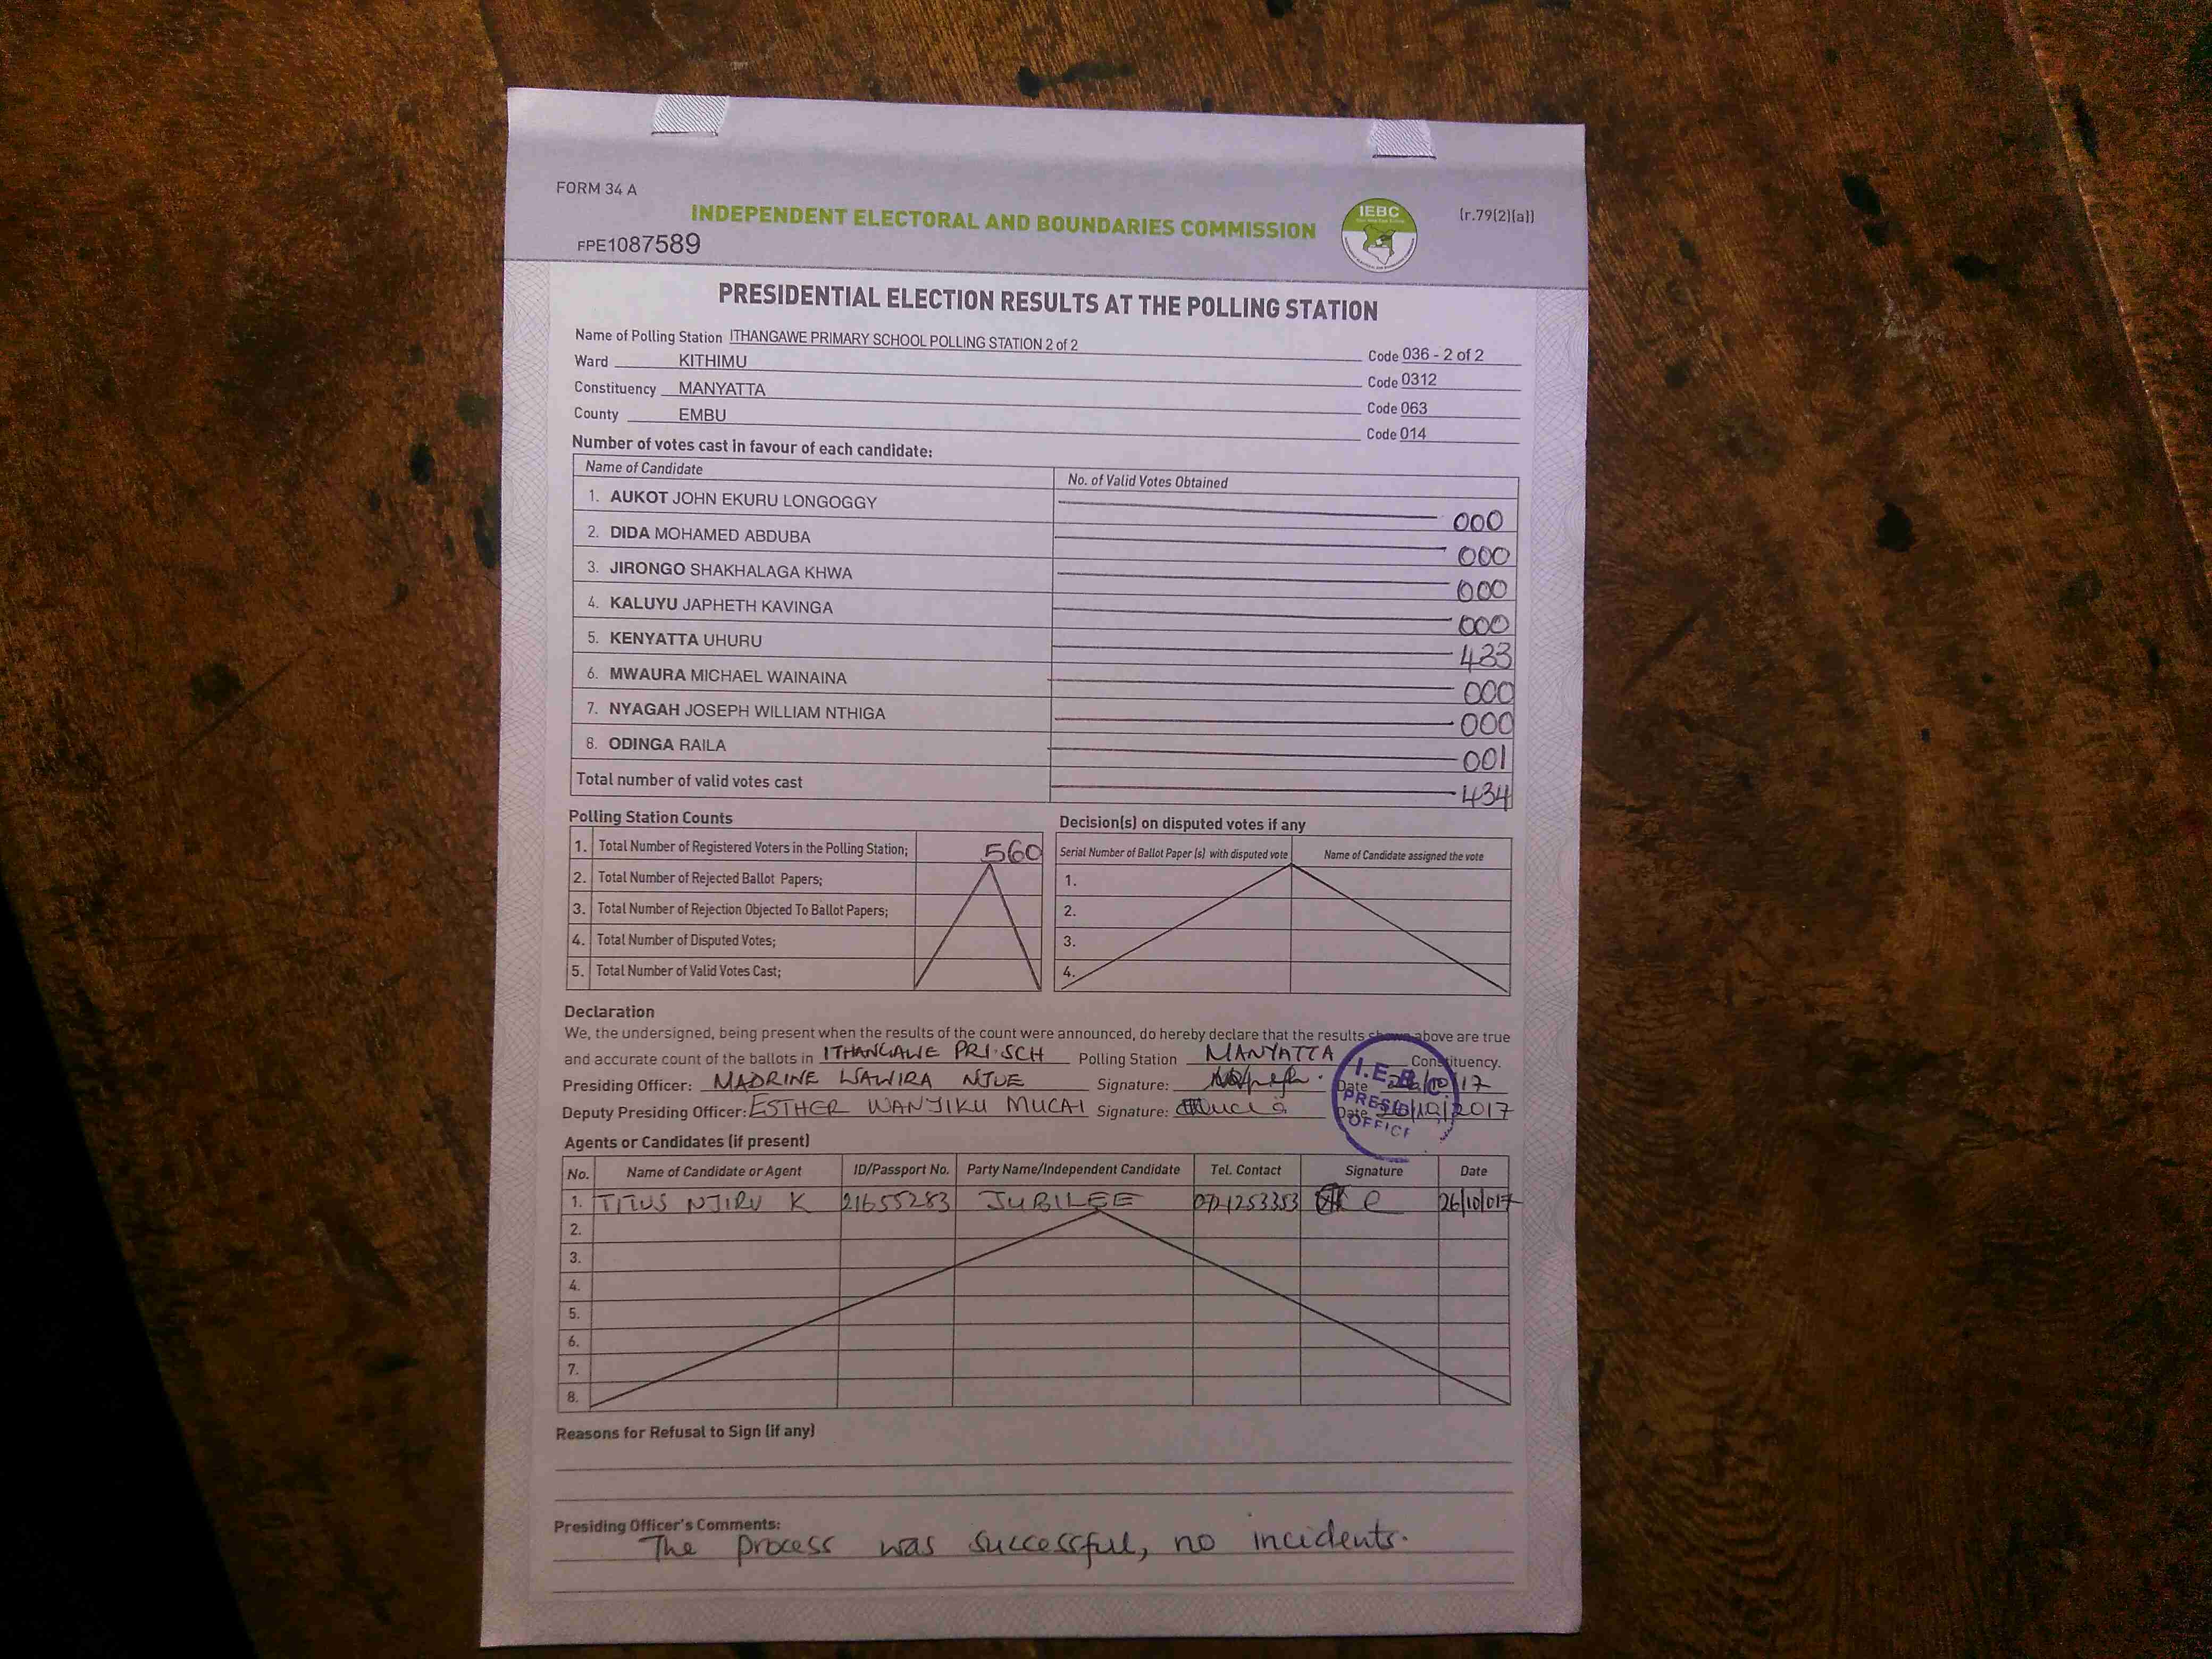 FORM 34 A
INDEPENDENT ELECTORAL AND BOUNDARIES COMMISSION
IEBC
(r.79(2)(a))
FPE1087589
PRESIDENTIAL ELECTION RESULTS AT THE POLLING STATION
Name of Polling Station ITHANGAWE PRIMARY SCHOOL POLLING STATION 2 of 2 Code 036 - 2 of 2
Ward KITHIMU Code 0312
Constituency MANYATTA Code 063
County EMBU Code 014
Number of votes cast in favour of each candidate:
Name of Candidate No. of Valid Votes Obtained
1. AUKOT JOHN EKURU LONGOGGY 000
2. DIDA MOHAMED ABDUBA 000
3. JIRONGO SHAKHALAGA KHWA 000
4. KALUYU JAPHETH KAVINGA 000
5. KENYATTA UHURU 433
6. MWAURA MICHAEL WAINAINA 000
7. NYAGAH JOSEPH WILLIAM NTHIGA 000
8. ODINGA RAILA 001
Total number of valid votes cast 434
Polling Station Counts
1. Total Number of Registered Voters in the Polling Station; 560
2. Total Number of Rejected Ballot Papers;
3. Total Number of Rejection Objected To Ballot Papers;
4. Total Number of Disputed Votes;
5. Total Number of Valid Votes Cast;
Decision(s) on disputed votes if any
Serial Number of Ballot Paper (s) with disputed vote Name of Candidate assigned the vote
1.
2.
3.
4.
Declaration
We, the undersigned, being present when the results of the count were announced, do hereby declare that the results shown above are true
and accurate count of the ballots in ITHANGAWE PRI. SCH Polling Station MANYATTA Constituency.
Presiding Officer: MADRINE WAWIRA NJUE Signature: Date 26/10/17
Deputy Presiding Officer: ESTHER WANJIKU MUCAI Signature: Date 26/10/2017
I.E.B.C
PRESID
OFFICE
Agents or Candidates (if present)
No. Name of Candidate or Agent ID/Passport No. Party Name/Independent Candidate Tel. Contact Signature Date
1. TITUS NJIRU K 21655283 JUBILEE 0721253353 26/10/017
2.
3.
4.
5.
6.
7.
8.
Reasons for Refusal to Sign (if any)
Presiding Officer's Comments:
The process was successful, no incidents.